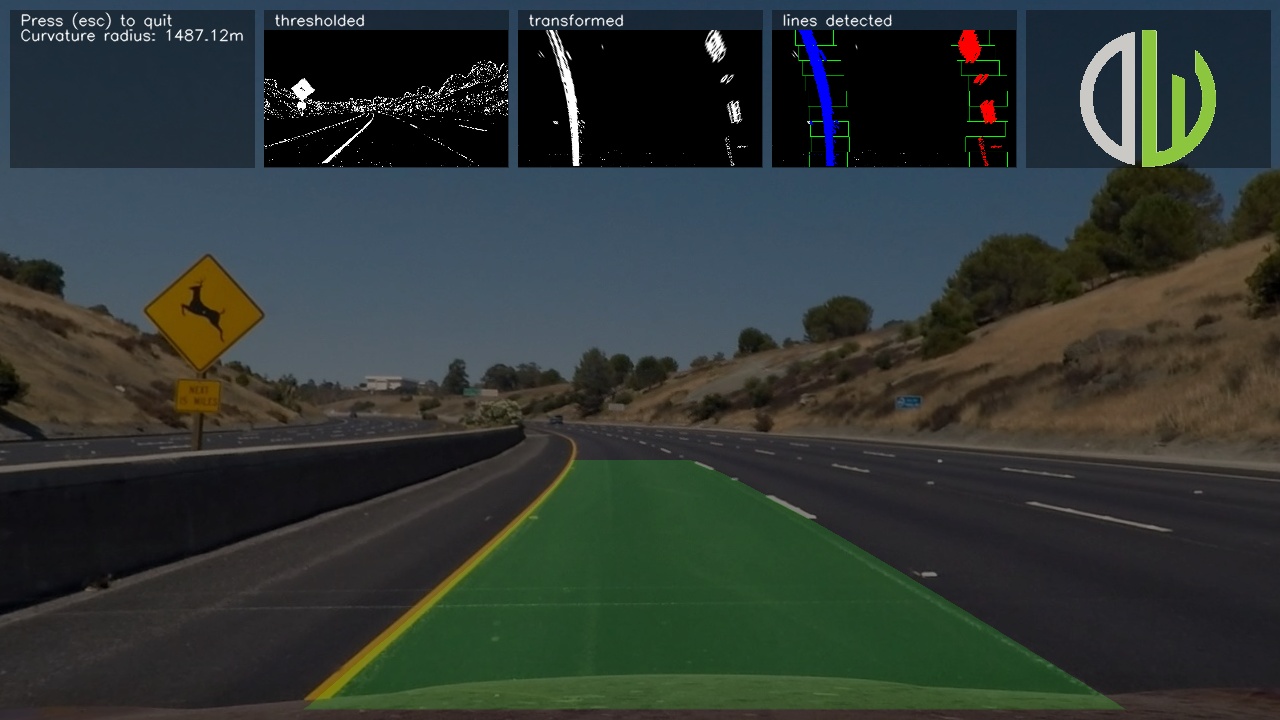 Press (esc) to quit
Curvature radius: 1487.12m
thresholded
transformed
lines detected
NEXT
15 MILES